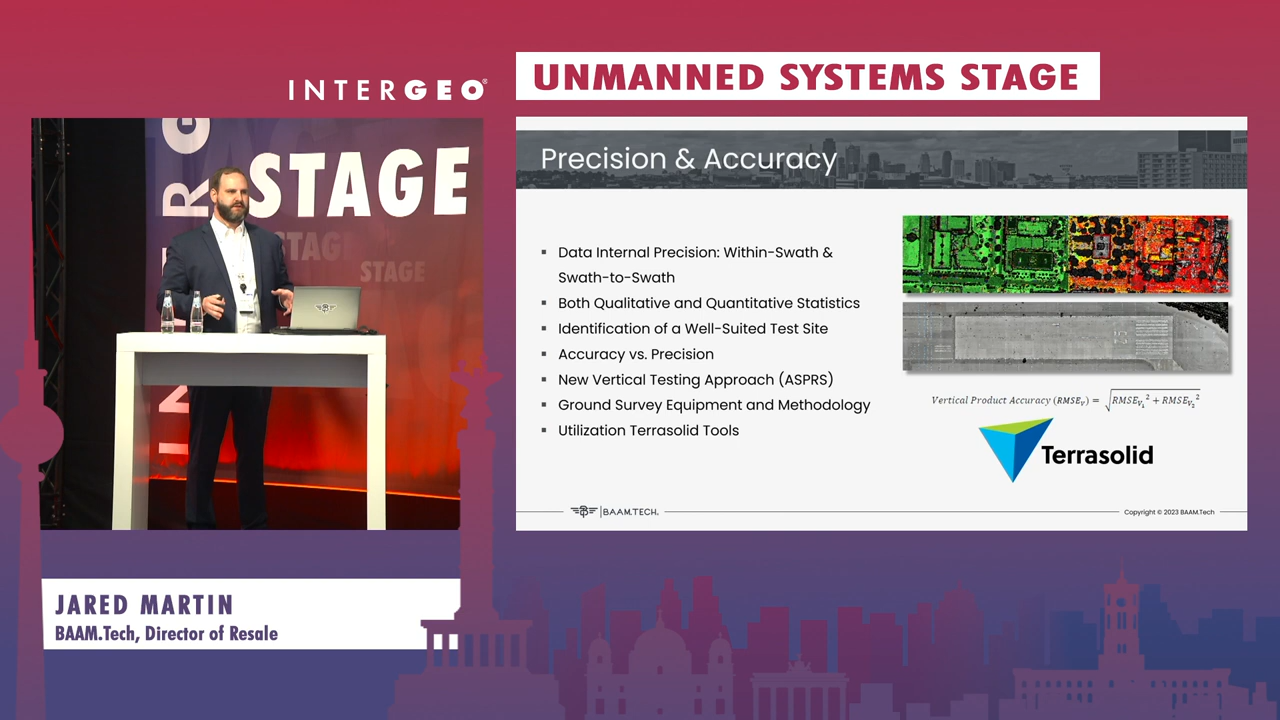 INTERGEO®
UNMANNED SYSTEMS STAGE
INTERG
STAGE
STAGE
STAGE
Precision & Accuracy
▪ Data Internal Precision: Within-Swath &
Swath-to-Swath
▪ Both Qualitative and Quantitative Statistics
▪ Identification of a Well-Suited Test Site
▪ Accuracy vs. Precision
▪ New Vertical Testing Approach (ASPRS)
▪ Ground Survey Equipment and Methodology
▪ Utilization Terrasolid Tools
Vertical Product Accuracy (RMSE_V) = √(RMSE_V₁² + RMSE_V₂²)
Terrasolid
BAAM.TECH.
Copyright © 2023 BAAM.Tech
JARED MARTIN
BAAM.Tech, Director of Resale